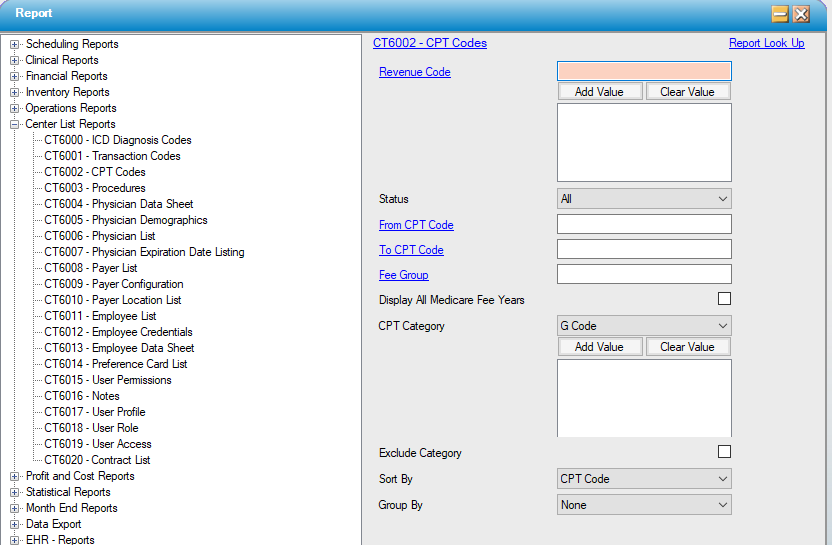 Report
Scheduling Reports
Clinical Reports
Financial Reports
Inventory Reports
Operations Reports
Center List Reports
CT6000 - ICD Diagnosis Codes
CT6001 - Transaction Codes
CT6002 - CPT Codes
CT6003 - Procedures
CT6004 - Physician Data Sheet
CT6005 - Physician Demographics
CT6006 - Physician List
CT6007 - Physician Expiration Date Listing
CT6008 - Payer List
CT6009 - Payer Configuration
CT6010 - Payer Location List
CT6011 - Employee List
CT6012 - Employee Credentials
CT6013 - Employee Data Sheet
CT6014 - Preference Card List
CT6015 - User Permissions
CT6016 - Notes
CT6017 - User Profile
CT6018 - User Role
CT6019 - User Access
CT6020 - Contract List
Profit and Cost Reports
Statistical Reports
Month End Reports
Data Export
EHR - Reports
CT6002 - CPT Codes Report Look Up
Revenue Code
Add Value Clear Value
Status All
From CPT Code
To CPT Code
Fee Group
Display All Medicare Fee Years
CPT Category G Code
Add Value Clear Value
Exclude Category
Sort By CPT Code
Group By None